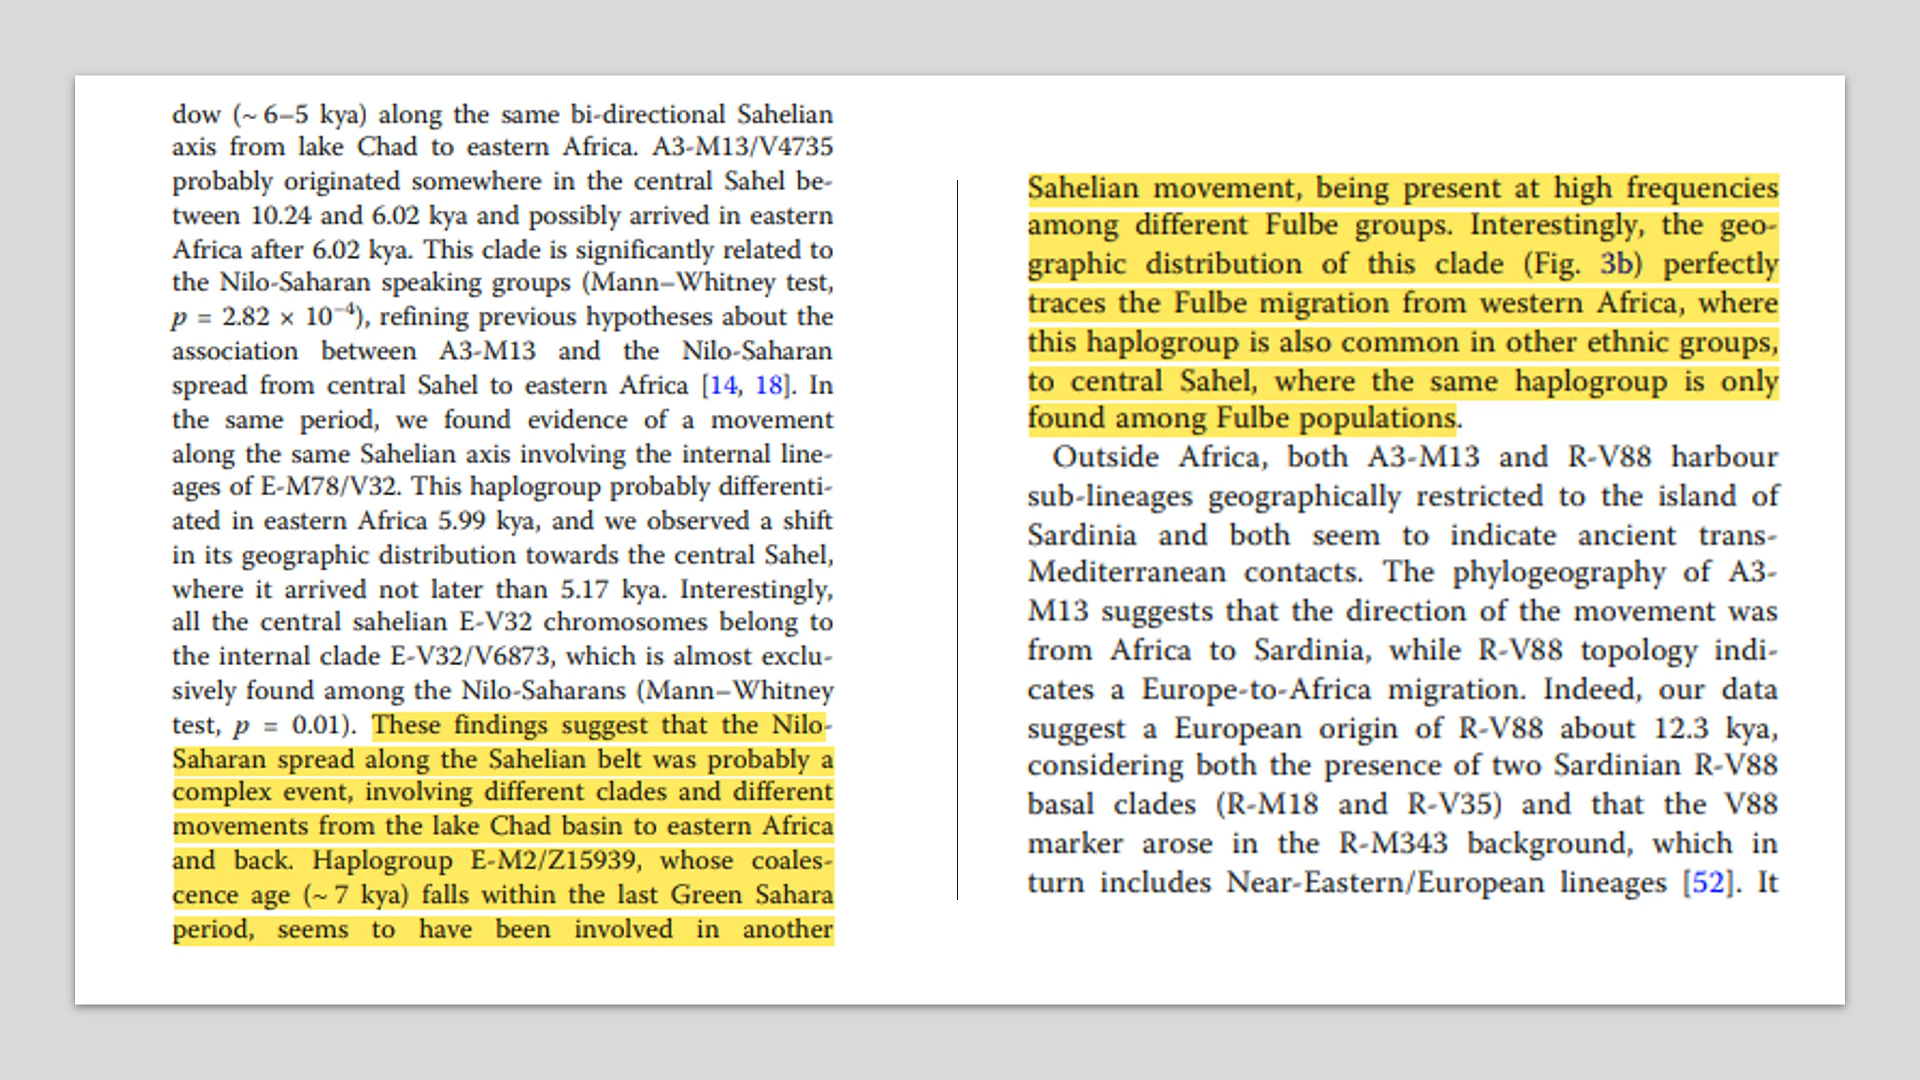 dow (~ 6–5 kya) along the same bi-directional Sahelian
axis from lake Chad to eastern Africa. A3-M13/V4735
probably originated somewhere in the central Sahel be-
tween 10.24 and 6.02 kya and possibly arrived in eastern
Africa after 6.02 kya. This clade is significantly related to
the Nilo-Saharan speaking groups (Mann–Whitney test,
p = 2.82 × 10⁻⁴), refining previous hypotheses about the
association between A3-M13 and the Nilo-Saharan
spread from central Sahel to eastern Africa [14, 18]. In
the same period, we found evidence of a movement
along the same Sahelian axis involving the internal line-
ages of E-M78/V32. This haplogroup probably differenti-
ated in eastern Africa 5.99 kya, and we observed a shift
in its geographic distribution towards the central Sahel,
where it arrived not later than 5.17 kya. Interestingly,
all the central sahelian E-V32 chromosomes belong to
the internal clade E-V32/V6873, which is almost exclu-
sively found among the Nilo-Saharans (Mann–Whitney
test, p = 0.01). These findings suggest that the Nilo-
Saharan spread along the Sahelian belt was probably a
complex event, involving different clades and different
movements from the lake Chad basin to eastern Africa
and back. Haplogroup E-M2/Z15939, whose coales-
cence age (~ 7 kya) falls within the last Green Sahara
period, seems to have been involved in another
Sahelian movement, being present at high frequencies
among different Fulbe groups. Interestingly, the geo-
graphic distribution of this clade (Fig. 3b) perfectly
traces the Fulbe migration from western Africa, where
this haplogroup is also common in other ethnic groups,
to central Sahel, where the same haplogroup is only
found among Fulbe populations.
Outside Africa, both A3-M13 and R-V88 harbour
sub-lineages geographically restricted to the island of
Sardinia and both seem to indicate ancient trans-
Mediterranean contacts. The phylogeography of A3-
M13 suggests that the direction of the movement was
from Africa to Sardinia, while R-V88 topology indi-
cates a Europe-to-Africa migration. Indeed, our data
suggest a European origin of R-V88 about 12.3 kya,
considering both the presence of two Sardinian R-V88
basal clades (R-M18 and R-V35) and that the V88
marker arose in the R-M343 background, which in
turn includes Near-Eastern/European lineages [52]. It